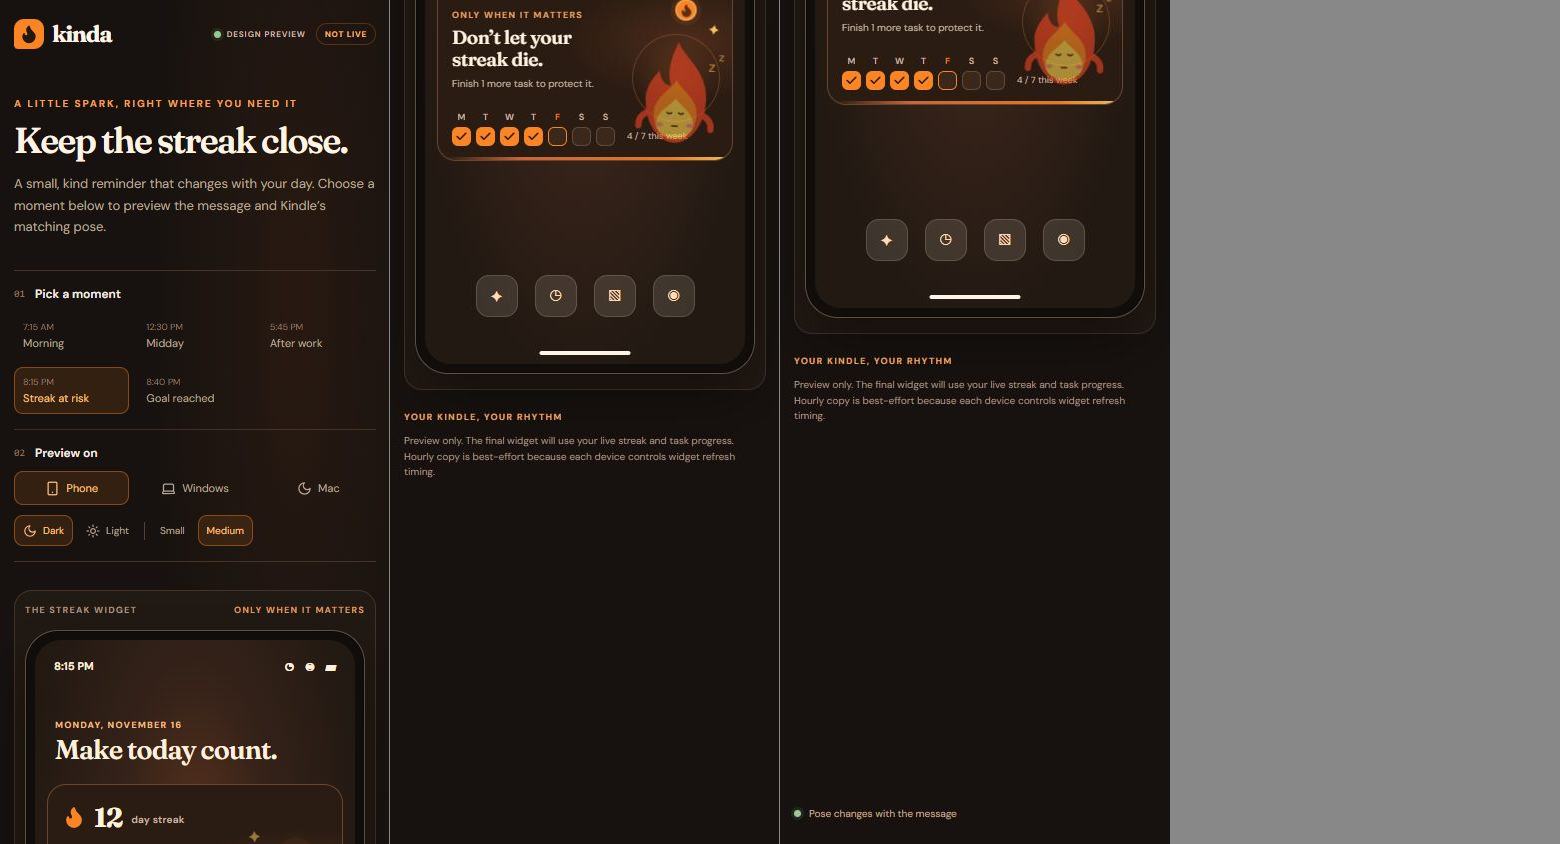 kinda
DESIGN PREVIEW
NOT LIVE
A LITTLE SPARK, RIGHT WHERE YOU NEED IT
Keep the streak close.
A small, kind reminder that changes with your day. Choose a
moment below to preview the message and Kindle's
matching pose.
01 Pick a moment
7:15 AM
Morning
12:30 PM
Midday
5:45 PM
After work
8:15 PM
Streak at risk
8:40 PM
Goal reached
02 Preview on
Phone
Windows
Mac
Dark
Light
Small
Medium
THE STREAK WIDGET
ONLY WHEN IT MATTERS
8:15 PM
MONDAY, NOVEMBER 16
Make today count.
12 day streak
ONLY WHEN IT MATTERS
Don't let your
streak die.
Finish 1 more task to protect it.
z z
M T W T F S S
4 / 7 this week
YOUR KINDLE, YOUR RHYTHM
Preview only. The final widget will use your live streak and task progress.
Hourly copy is best-effort because each device controls widget refresh
timing.
streak die.
Finish 1 more task to protect it.
z
M T W T F S S
4 / 7 this week
YOUR KINDLE, YOUR RHYTHM
Preview only. The final widget will use your live streak and task progress.
Hourly copy is best-effort because each device controls widget refresh
timing.
Pose changes with the message